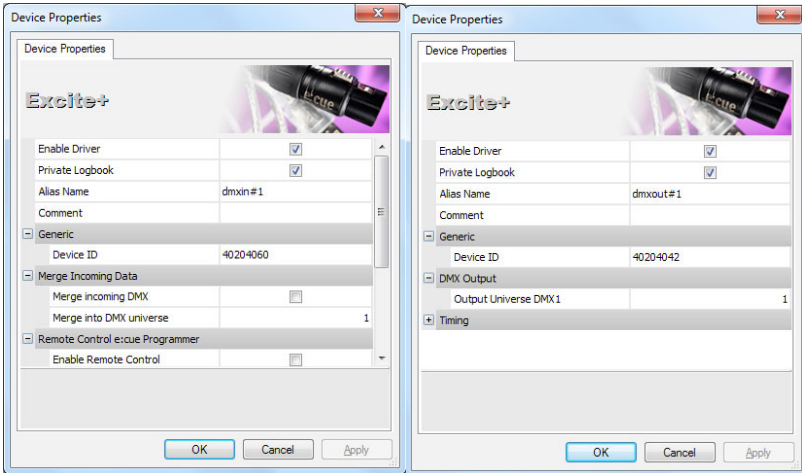 Device Properties
Device Properties
Excite+
e:cue
Enable Driver
Private Logbook
Alias Name dmxin#1
Comment
Generic
Device ID 40204060
Merge Incoming Data
Merge incoming DMX
Merge into DMX universe 1
Remote Control e:cue Programmer
Enable Remote Control
OK Cancel Apply
Device Properties
Device Properties
Excite+
e:cue
Enable Driver
Private Logbook
Alias Name dmxout#1
Comment
Generic
Device ID 40204042
DMX Output
Output Universe DMX1 1
Timing
OK Cancel Apply